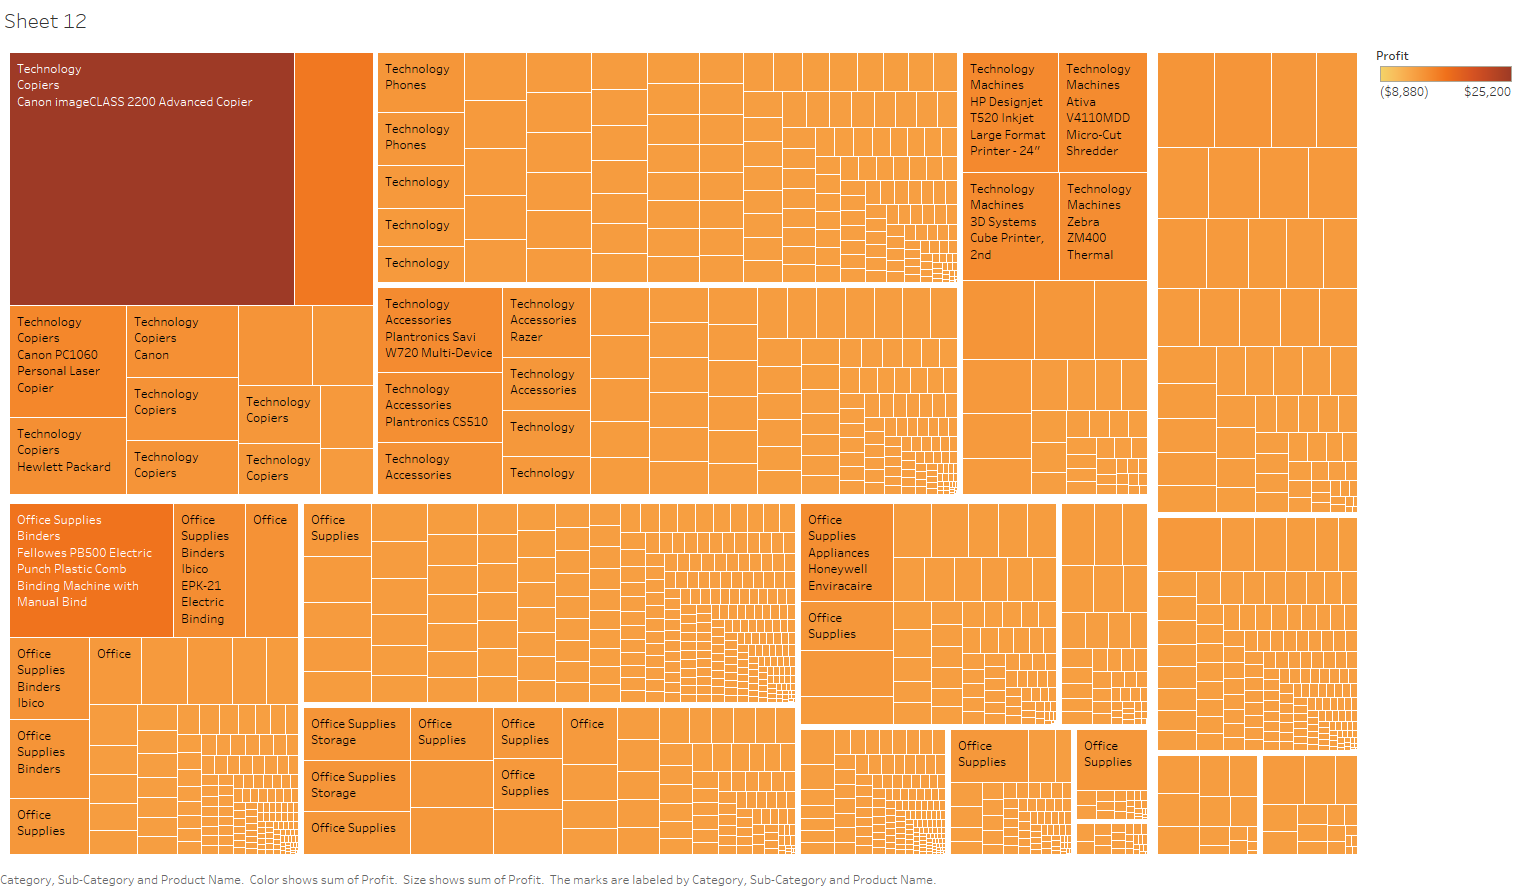 Sheet 12
Technology
Copiers
Canon imageCLASS 2200 Advanced Copier
Technology
Copiers
Canon PC1060
Personal Laser
Copier
Technology
Copiers
Hewlett Packard
Technology
Copiers
Canon
Technology
Copiers
Technology
Copiers
Technology
Copiers
Technology
Copiers
Technology
Phones
Technology
Phones
Technology
Technology
Technology
Technology
Accessories
Plantronics Savi
W720 Multi-Device
Technology
Accessories
Plantronics CS510
Technology
Accessories
Technology
Accessories
Razer
Technology
Accessories
Technology
Technology
Technology
Machines
HP Designjet
T520 Inkjet
Large Format
Printer - 24"
Technology
Machines
Ativa
V4110MDD
Micro-Cut
Shredder
Technology
Machines
3D Systems
Cube Printer,
2nd
Technology
Machines
Zebra
ZM400
Thermal
Office Supplies
Binders
Fellowes PB500 Electric
Punch Plastic Comb
Binding Machine with
Manual Bind
Office
Supplies
Binders
Ibico
EPK-21
Electric
Binding
Office
Office
Supplies
Binders
Ibico
Office
Supplies
Binders
Office
Supplies
Office
Office
Supplies
Office Supplies
Storage
Office Supplies
Storage
Office Supplies
Office
Supplies
Office
Supplies
Office
Supplies
Office
Office
Supplies
Appliances
Honeywell
Enviracaire
Office
Supplies
Office
Supplies
Office
Supplies
Profit
($8,880) $25,200
Category, Sub-Category and Product Name. Color shows sum of Profit. Size shows sum of Profit. The marks are labeled by Category, Sub-Category and Product Name.